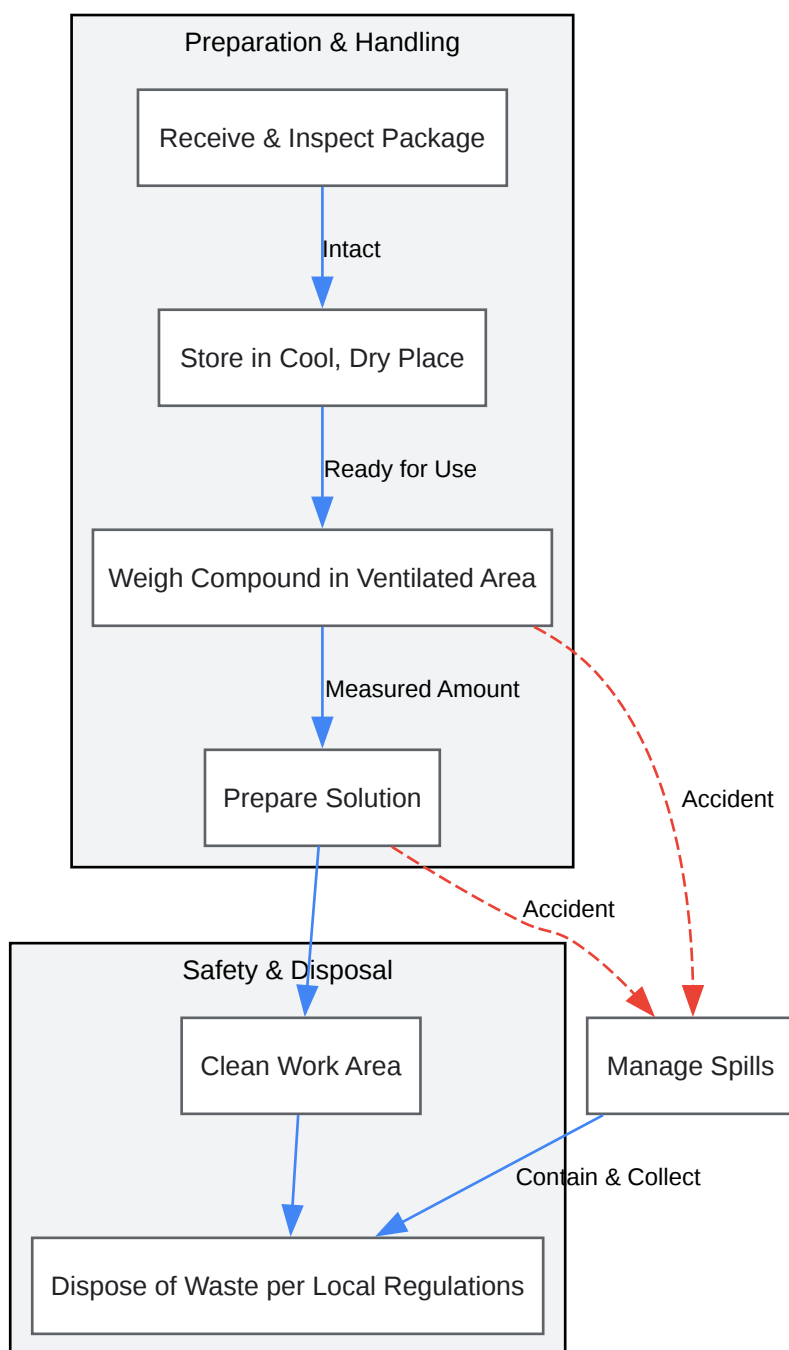 Preparation & Handling
Receive & Inspect Package
Intact
Store in Cool, Dry Place
Ready for Use
Weigh Compound in Ventilated Area
Measured Amount
Prepare Solution
Accident
Accident
Safety & Disposal
Clean Work Area
Manage Spills
Contain & Collect
Dispose of Waste per Local Regulations